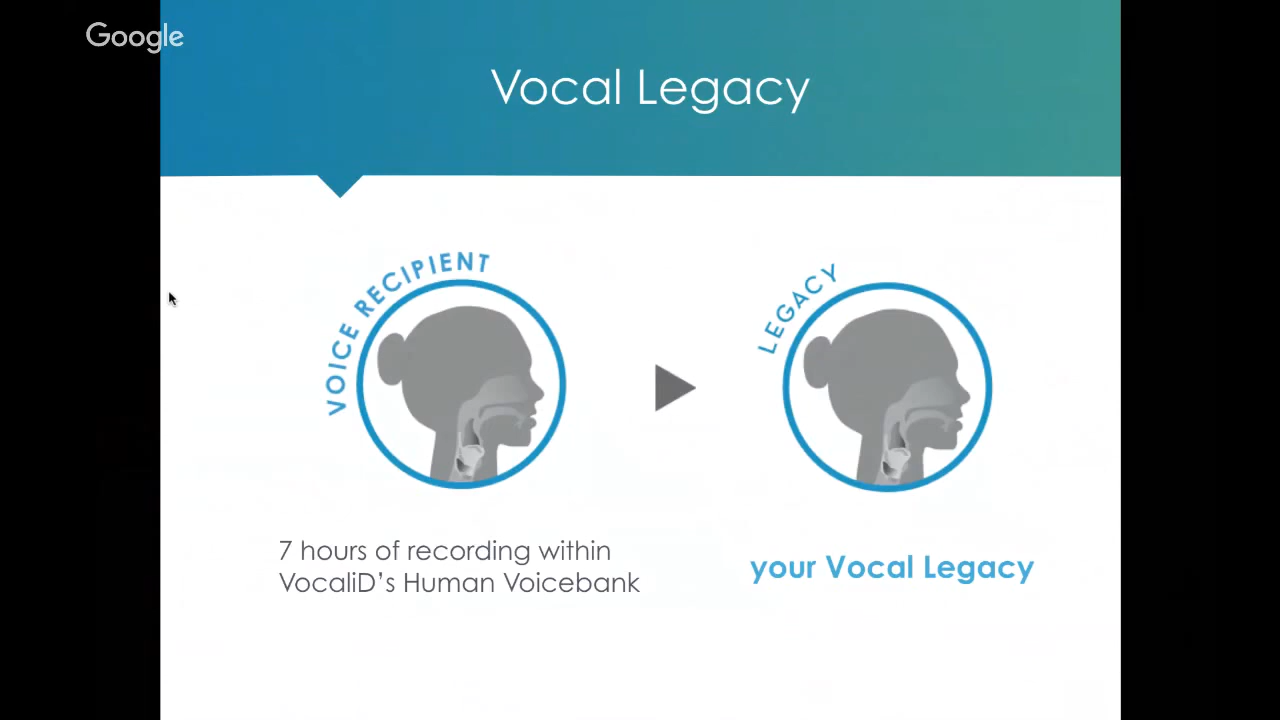 Google
Vocal Legacy
VOICE RECIPIENT
LEGACY
7 hours of recording within
VocaliD's Human Voicebank
your Vocal Legacy